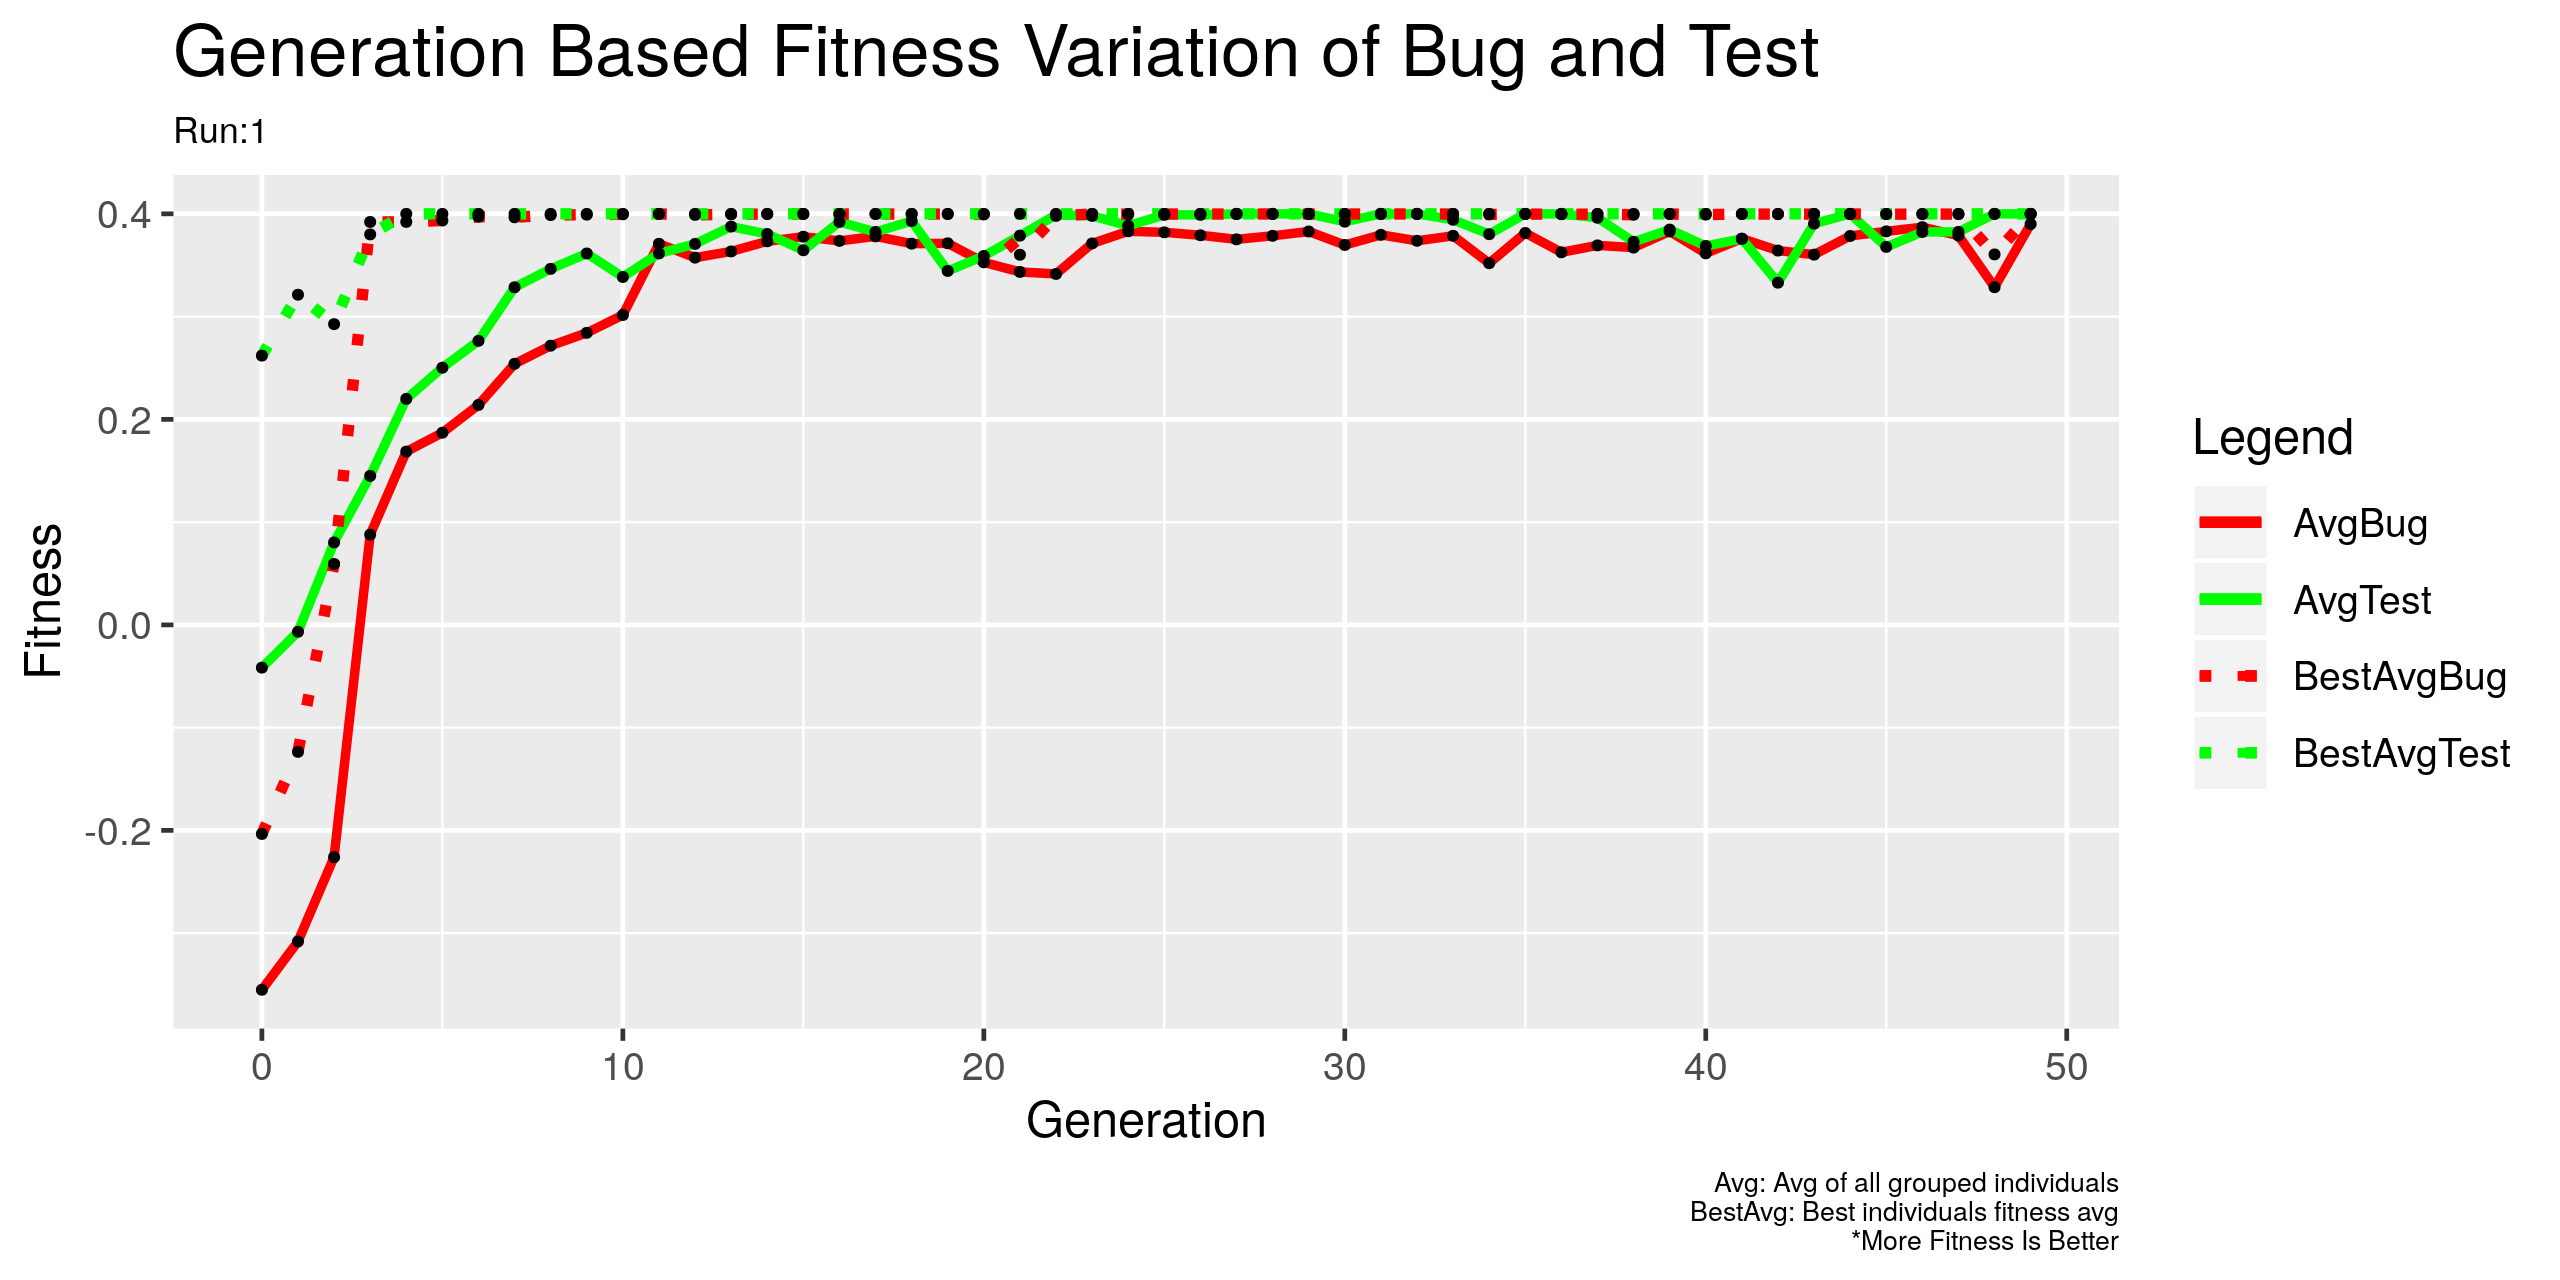 Generation Based Fitness Variation of Bug and Test
Run:1
Fitness
0.4
0.2
0.0
-0.2
0 10 20 30 40 50
Generation
Legend
AvgBug
AvgTest
BestAvgBug
BestAvgTest
Avg: Avg of all grouped individuals
BestAvg: Best individuals fitness avg
*More Fitness Is Better